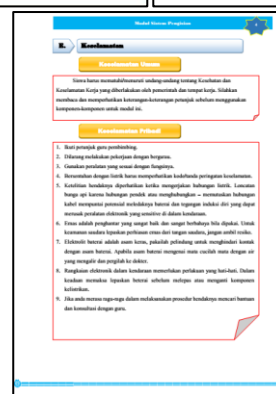 Modul Sistem Pengisian
E. Keselamatan
Keselamatan Umum
Siswa harus mematuhi/menuruti undang-undang tentang Kesehatan dan
Keselamatan Kerja yang diberlakukan oleh pemerintah dan tempat kerja. Silahkan
membaca dan memperhatikan keterangan-keterangan petunjuk sebelum menggunakan
komponen-komponen untuk modul ini.
Keselamatan Pribadi
1. Ikuti petunjuk guru pembimbing.
2. Dilarang melakukan pekerjaan dengan bergurau.
3. Gunakan peralatan yang sesuai dengan fungsinya.
4. Bersentuhan dengan listrik harus memperhatikan kaidah peringatan keselamatan.
5. Ketelitian hendaknya diperhatikan ketika mengerjakan hubungan listrik. Loncatan
bunga api karena hubungan pendek atau menghubungkan – memutuskan hubungan
kabel mempunyai potensial meledaknya baterai dan tegangan induksi diri yang dapat
merusak peralatan elektronik yang sensitive di dalam kendaraan.
6. Emas adalah penghantar yang sangat baik dan sangat berbahaya bila dipakai. Untuk
keamanan saudara lepaskan perhiasan emas dari tangan saudara, jangan ambil resiko.
7. Elektrolit baterai adalah asam keras, pakailah pelindung untuk menghindari kontak
dengan asam baterai. Apabila asam baterai mengenai mata cucilah mata dengan air
yang mengalir dan pergilah ke dokter.
8. Rangkaian elektronik dalam kendaraan memerlukan perlakuan yang hati-hati. Dalam
keadaan memaksa lepaskan baterai sebelum melepas atau mengganti komponen
kelistrikan.
9. Jika anda merasa ragu-ragu dalam melaksanakan prosedur hendaknya mencari bantuan
dan konsultasi dengan guru.